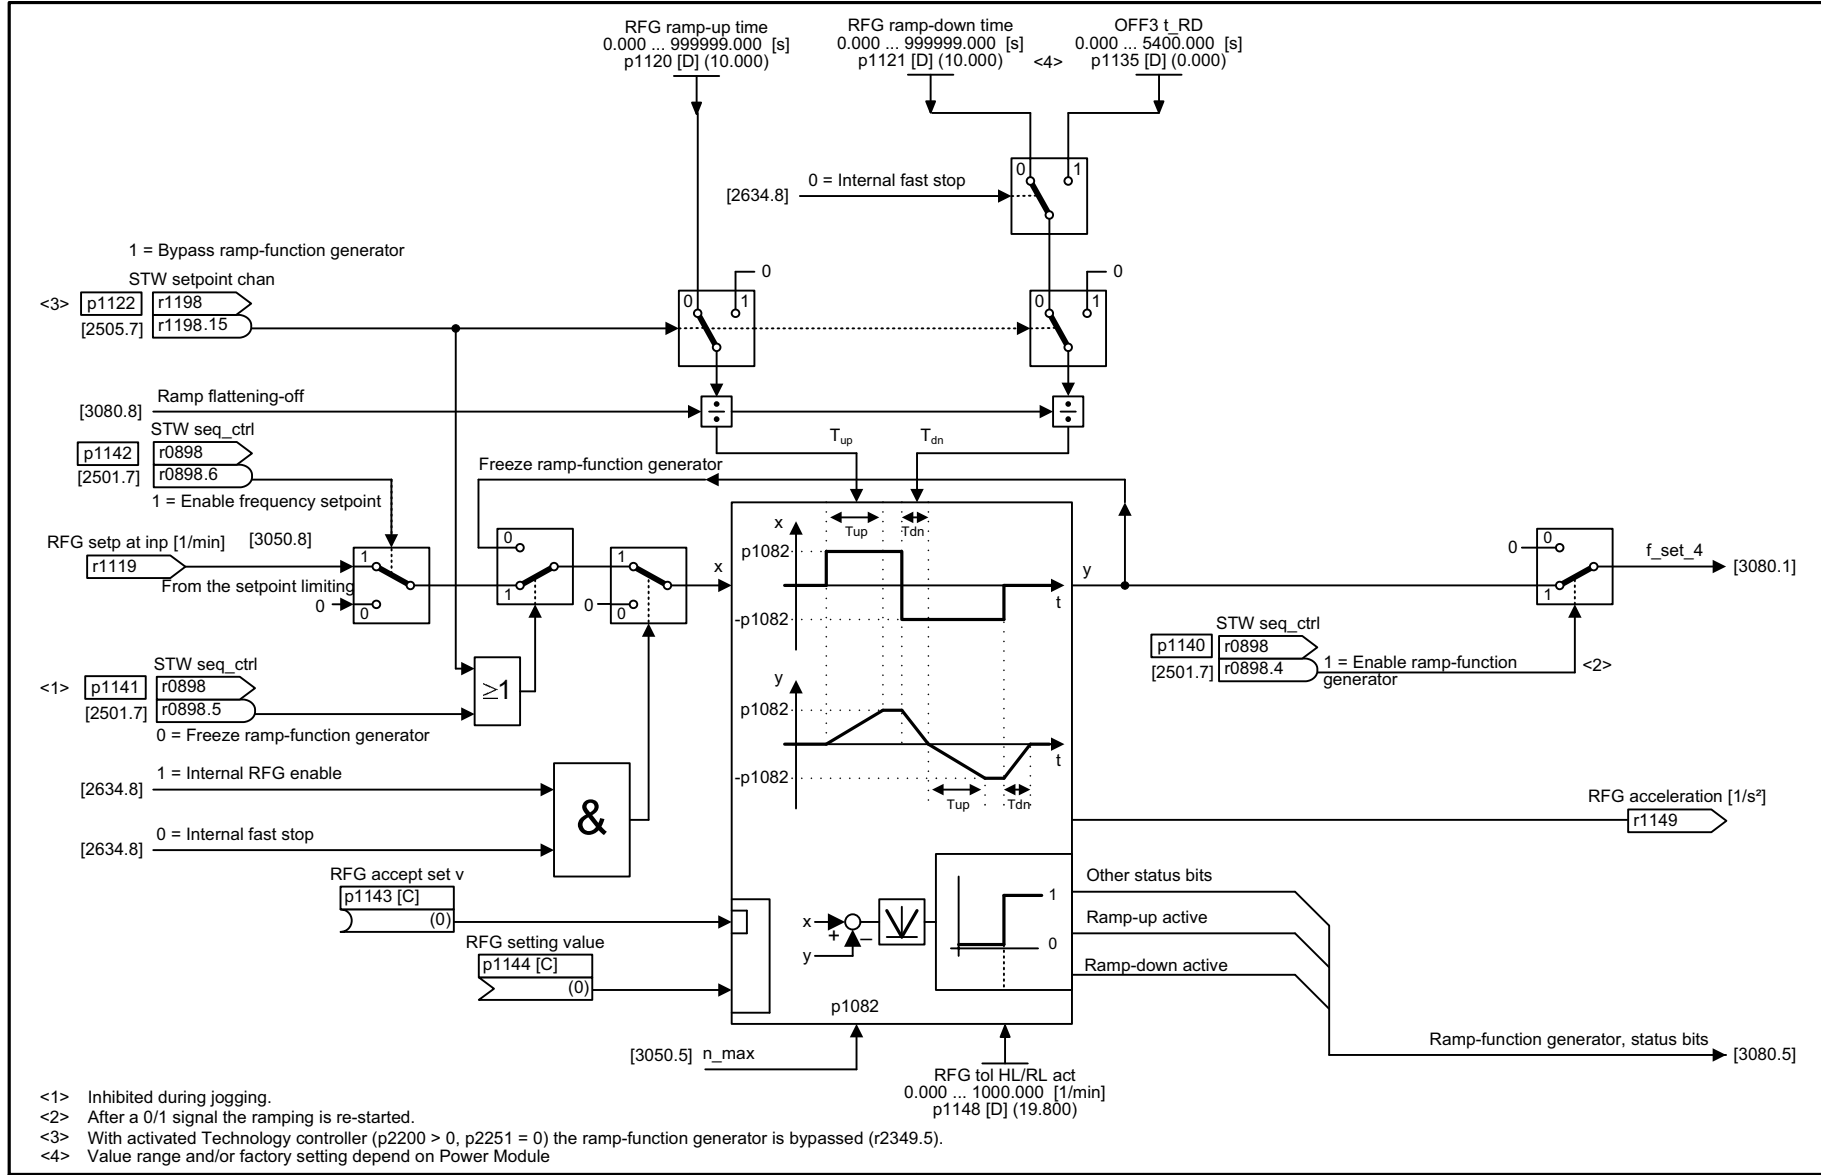 RFG ramp-up time
0.000 ... 999999.000 [s]
p1120 [D] (10.000)
RFG ramp-down time
0.000 ... 999999.000 [s]
p1121 [D] (10.000)
<4>
OFF3 t_RD
0.000 ... 5400.000 [s]
p1135 [D] (0.000)
0 1
[2634.8] 0 = Internal fast stop
1 = Bypass ramp-function generator
STW setpoint chan
<3> p1122 r1198
[2505.7] r1198.15
0 1 0
0 1 0
[3080.8] Ramp flattening-off
÷ ÷
STW seq_ctrl
p1142 r0898
[2501.7] r0898.6
1 = Enable frequency setpoint
Tup Tdn
Freeze ramp-function generator
RFG setp at inp [1/min] [3050.8]
r1119
From the setpoint limiting
1
0 0
0
1
1
0 0
x
x
Tup Tdn
p1082
-p1082
t
y
0 0
1
f_set_4
[3080.1]
STW seq_ctrl
p1140 r0898
[2501.7] r0898.4
1 = Enable ramp-function
generator
<2>
STW seq_ctrl
<1> p1141 r0898
[2501.7] r0898.5
0 = Freeze ramp-function generator
≥1
y
p1082
-p1082
t
Tup Tdn
1 = Internal RFG enable
[2634.8]
0 = Internal fast stop
[2634.8]
&
RFG acceleration [1/s²]
r1149
RFG accept set v
p1143 [C]
(0)
RFG setting value
p1144 [C]
(0)
x
+
−
y
1
0
Other status bits
Ramp-up active
Ramp-down active
p1082
[3050.5] n_max
Ramp-function generator, status bits
[3080.5]
RFG tol HL/RL act
0.000 ... 1000.000 [1/min]
p1148 [D] (19.800)
<1> Inhibited during jogging.
<2> After a 0/1 signal the ramping is re-started.
<3> With activated Technology controller (p2200 > 0, p2251 = 0) the ramp-function generator is bypassed (r2349.5).
<4> Value range and/or factory setting depend on Power Module